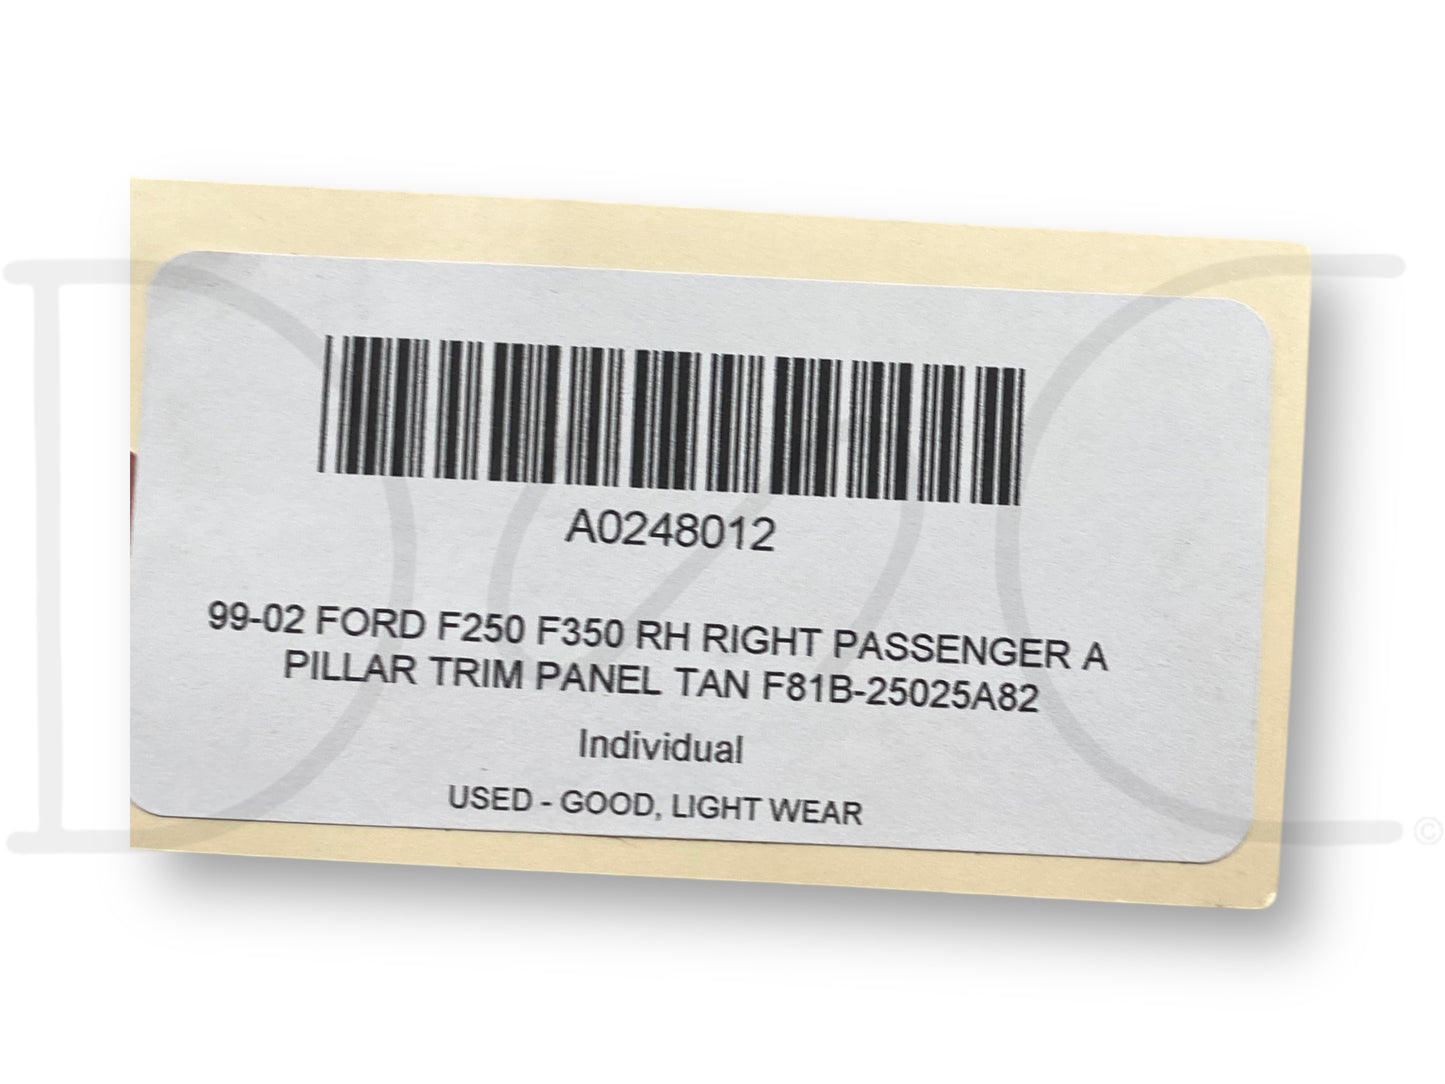 A0248012
99-02 FORD F250 F350 RH RIGHT PASSENGER A
PILLAR TRIM PANEL TAN F81B-25025A82
Individual
USED - GOOD, LIGHT WEAR
©